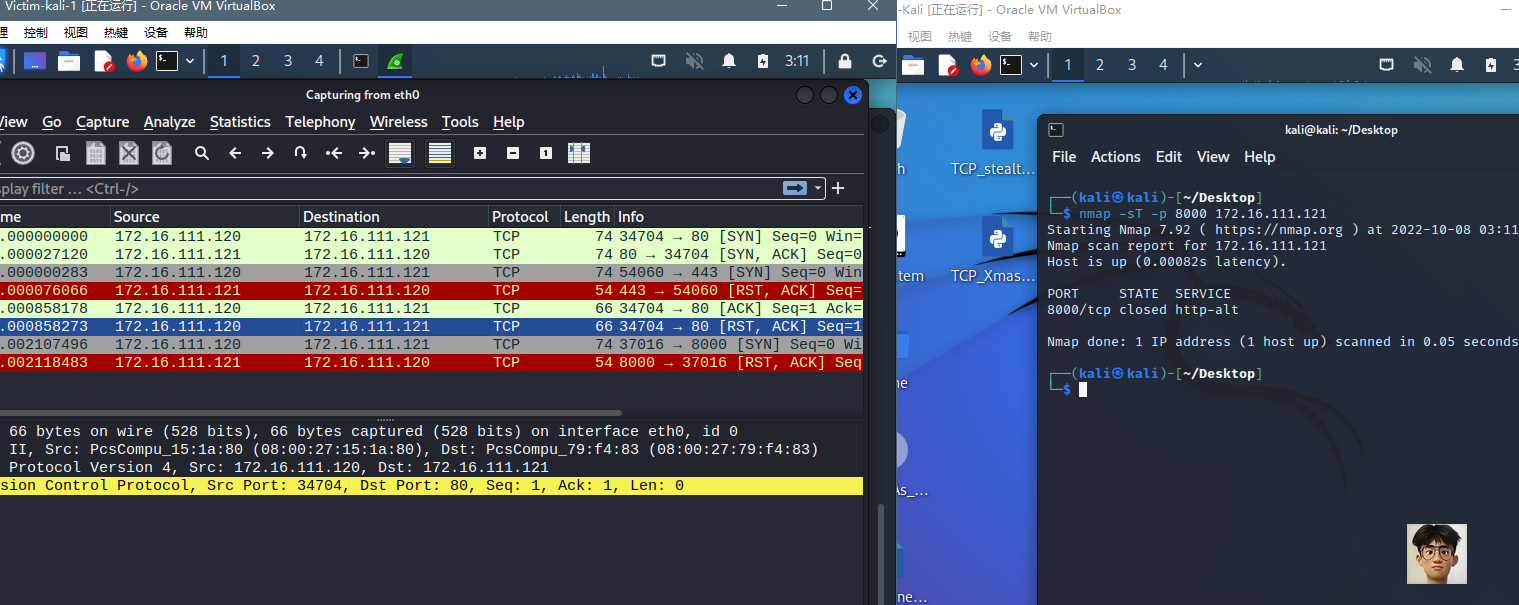 Victim-kali-1 [正在运行] - Oracle VM VirtualBox
理 控制 视图 热键 设备 帮助
1 2 3 4 3:11
Capturing from eth0
View Go Capture Analyze Statistics Telephony Wireless Tools Help
splay filter … <Ctrl-/>
me Source Destination Protocol Length Info
.000000000 172.16.111.120 172.16.111.121 TCP 74 34704 → 80 [SYN] Seq=0 Win=
.000027120 172.16.111.121 172.16.111.120 TCP 74 80 → 34704 [SYN, ACK] Seq=0
.000000283 172.16.111.120 172.16.111.121 TCP 74 54060 → 443 [SYN] Seq=0 Win
.000076066 172.16.111.121 172.16.111.120 TCP 54 443 → 54060 [RST, ACK] Seq=
.000858178 172.16.111.120 172.16.111.121 TCP 66 34704 → 80 [ACK] Seq=1 Ack=
.000858273 172.16.111.120 172.16.111.121 TCP 66 34704 → 80 [RST, ACK] Seq=1
.002107496 172.16.111.120 172.16.111.121 TCP 74 37016 → 8000 [SYN] Seq=0 Wi
.002118483 172.16.111.121 172.16.111.120 TCP 54 8000 → 37016 [RST, ACK] Seq
66 bytes on wire (528 bits), 66 bytes captured (528 bits) on interface eth0, id 0
II, Src: PcsCompu_15:1a:80 (08:00:27:15:1a:80), Dst: PcsCompu_79:f4:83 (08:00:27:79:f4:83)
Protocol Version 4, Src: 172.16.111.120, Dst: 172.16.111.121
sion Control Protocol, Src Port: 34704, Dst Port: 80, Seq: 1, Ack: 1, Len: 0
-Kali [正在运行] - Oracle VM VirtualBox
视图 热键 设备 帮助
1 2 3 4 3
h TCP_stealt…
tem TCP_Xmas…
ne
As_…
ne…
kali@kali: ~/Desktop
File Actions Edit View Help
┌──(kali㉿kali)-[~/Desktop]
└─$ nmap -sT -p 8000 172.16.111.121
Starting Nmap 7.92 ( https://nmap.org ) at 2022-10-08 03:11
Nmap scan report for 172.16.111.121
Host is up (0.00082s latency).
PORT STATE SERVICE
8000/tcp closed http-alt
Nmap done: 1 IP address (1 host up) scanned in 0.05 seconds
┌──(kali㉿kali)-[~/Desktop]
└─$